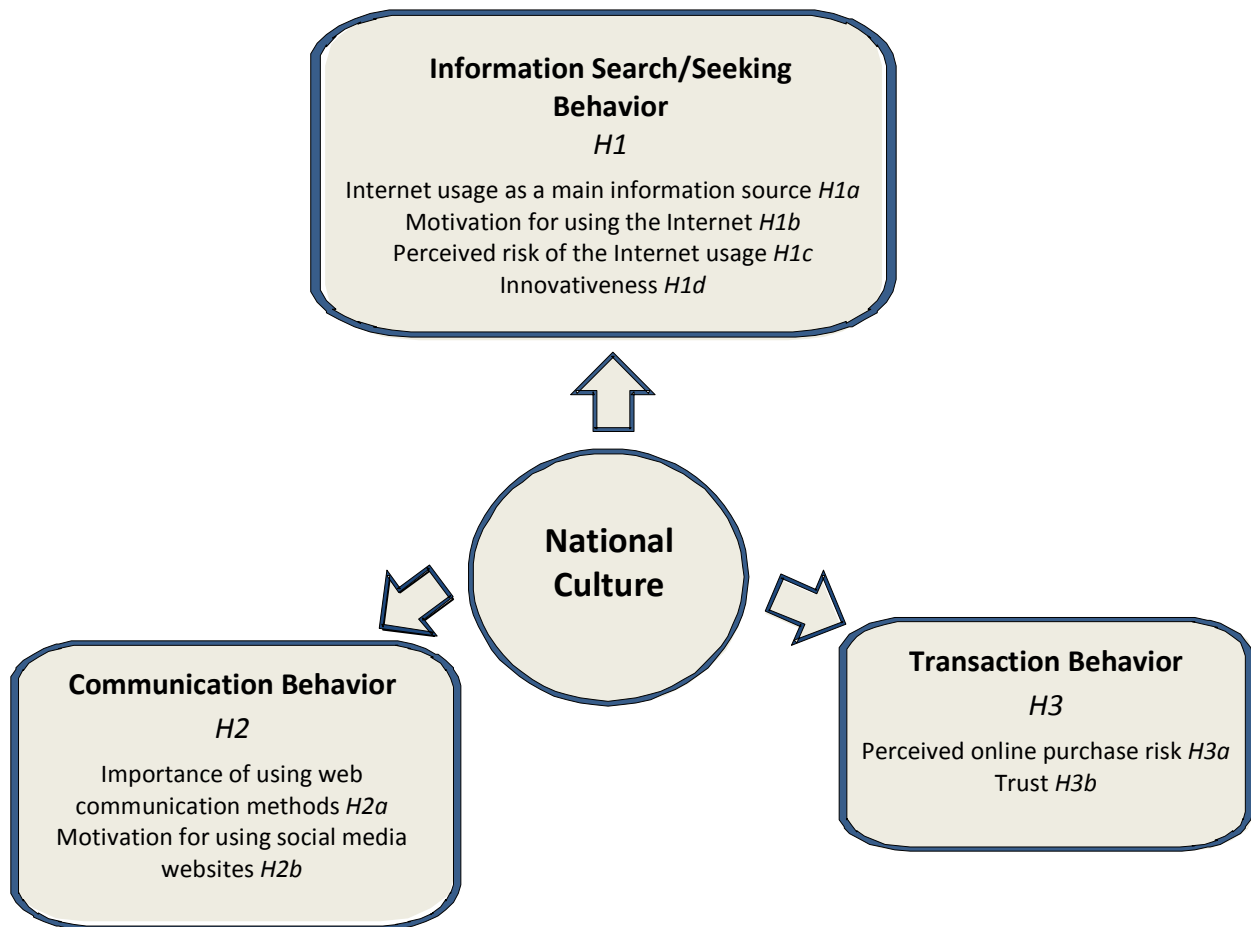 Information Search/Seeking
Behavior
H1
Internet usage as a main information source H1a
Motivation for using the Internet H1b
Perceived risk of the Internet usage H1c
Innovativeness H1d
National
Culture
Communication Behavior
H2
Importance of using web
communication methods H2a
Motivation for using social media
websites H2b
Transaction Behavior
H3
Perceived online purchase risk H3a
Trust H3b